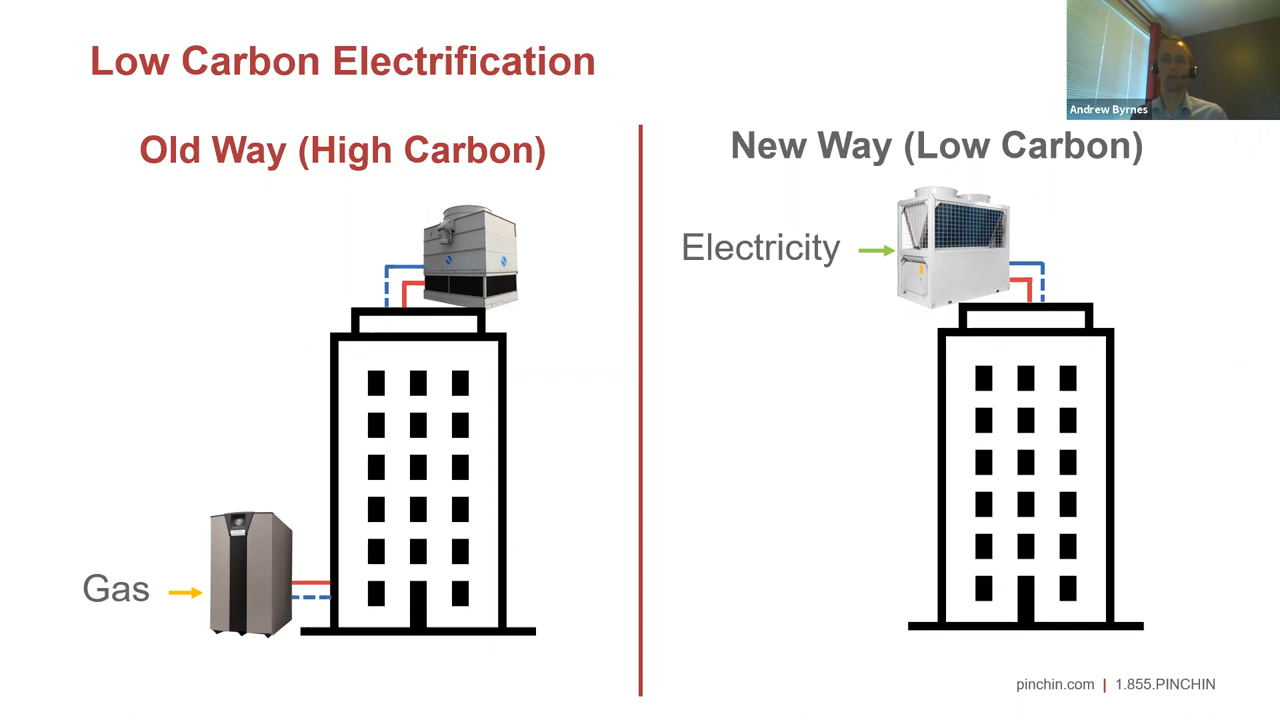 Low Carbon Electrification
Andrew Byrnes
Old Way (High Carbon)
New Way (Low Carbon)
Electricity
Gas
pinchin.com | 1.855.PINCHIN